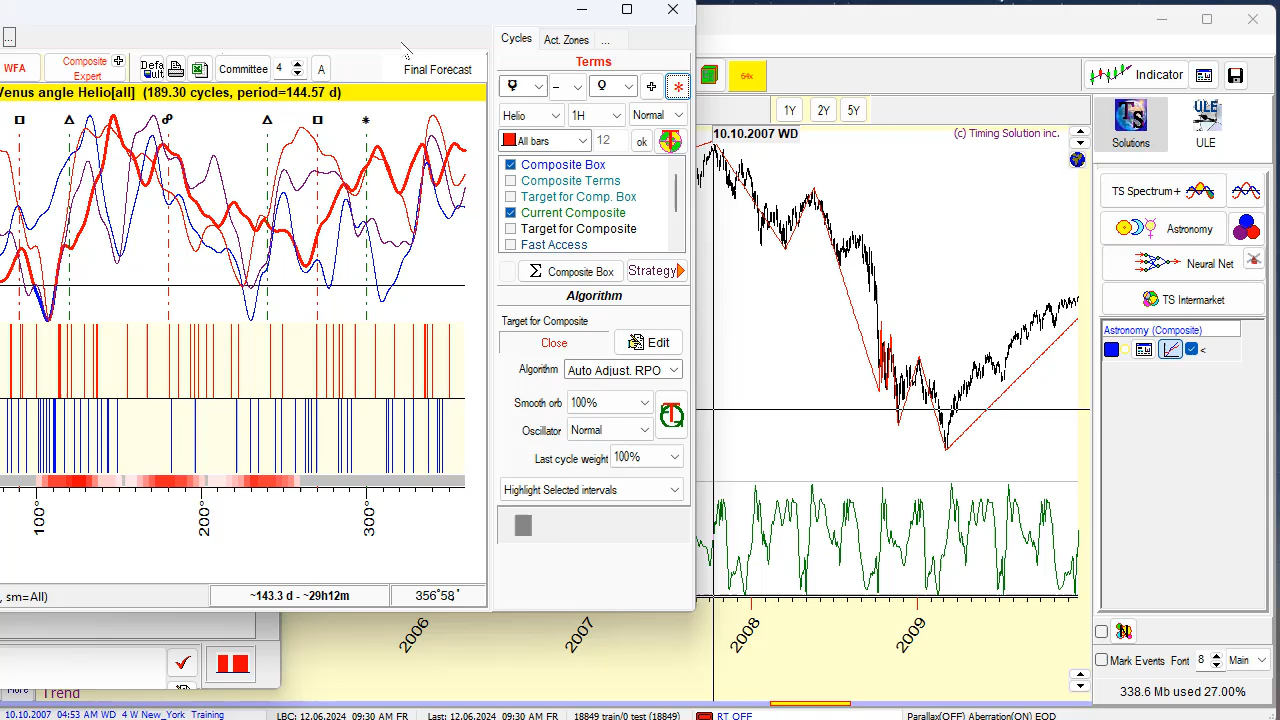 ...
WFA
Composite
Expert
Defa
ult
Committee
4
A
Final Forecast
Venus angle Helio[all] (189.30 cycles, period=144.57 d)
100°
200°
300°
, sm=All)
~143.3 d - ~29h12m
356°58'
More
Trend
Cycles
Act. Zones
...
Terms
Helio
1H
Normal
All bars
12
ok
Composite Box
Composite Terms
Target for Comp. Box
Current Composite
Target for Composite
Fast Access
Σ Composite Box
Strategy
Algorithm
Target for Composite
Close
Edit
Algorithm
Auto Adjust. RPO
Smooth orb
100%
Oscillator
Normal
Last cycle weight
100%
Highlight Selected intervals
64x
1Y
2Y
5Y
10.10.2007 WD
(c) Timing Solution inc.
2006
2007
2008
2009
Indicator
TS
Solutions
ULE
ULE
TS Spectrum+
Astronomy
Neural Net
TS Intermarket
Astronomy (Composite)
<
Mark Events
Font
8
Main
338.6 Mb used 27.00%
10.10.2007 04:53 AM WD 4 W New_York Training
LBC: 12.06.2024 09:30 AM FR
Last: 12.06.2024 09:30 AM FR
18849 train/0 test (18849)
RT OFF
Parallax(OFF) Aberration(ON) EOD